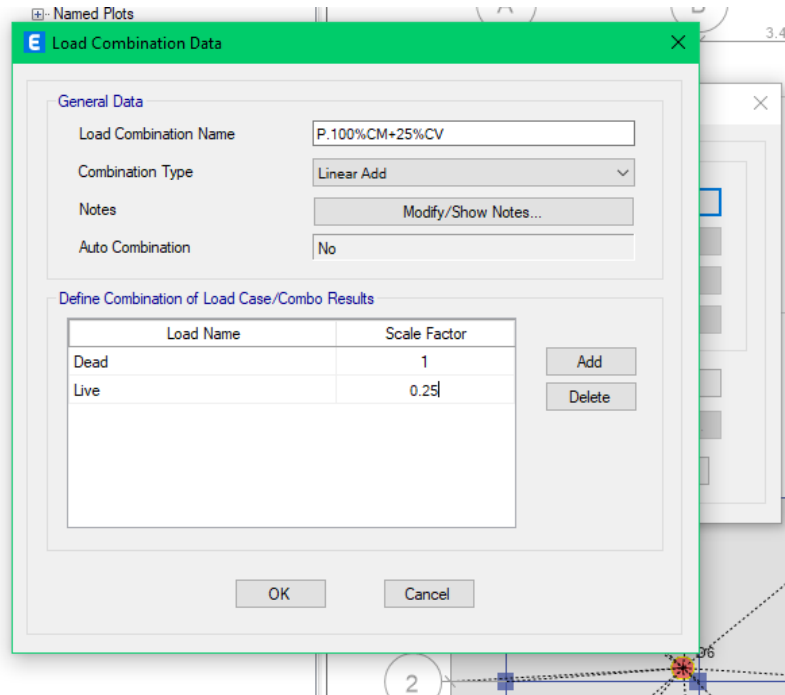 Named Plots
A
B
3.4
E Load Combination Data
General Data
Load Combination Name P.100%CM+25%CV
Combination Type Linear Add
Notes Modify/Show Notes...
Auto Combination No
Define Combination of Load Case/Combo Results
Load Name Scale Factor
Dead 1 Add
Live 0.25 Delete
OK Cancel
2